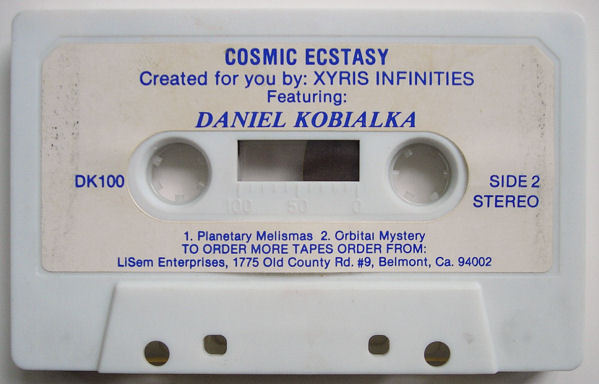 COSMIC ECSTASY
Created for you by: XYRIS INFINITIES
Featuring:
DANIEL KOBIALKA
DK100
SIDE 2
STEREO
100 50 0
1. Planetary Melismas 2. Orbital Mystery
TO ORDER MORE TAPES ORDER FROM:
LiSem Enterprises, 1775 Old County Rd. #9, Belmont, Ca. 94002